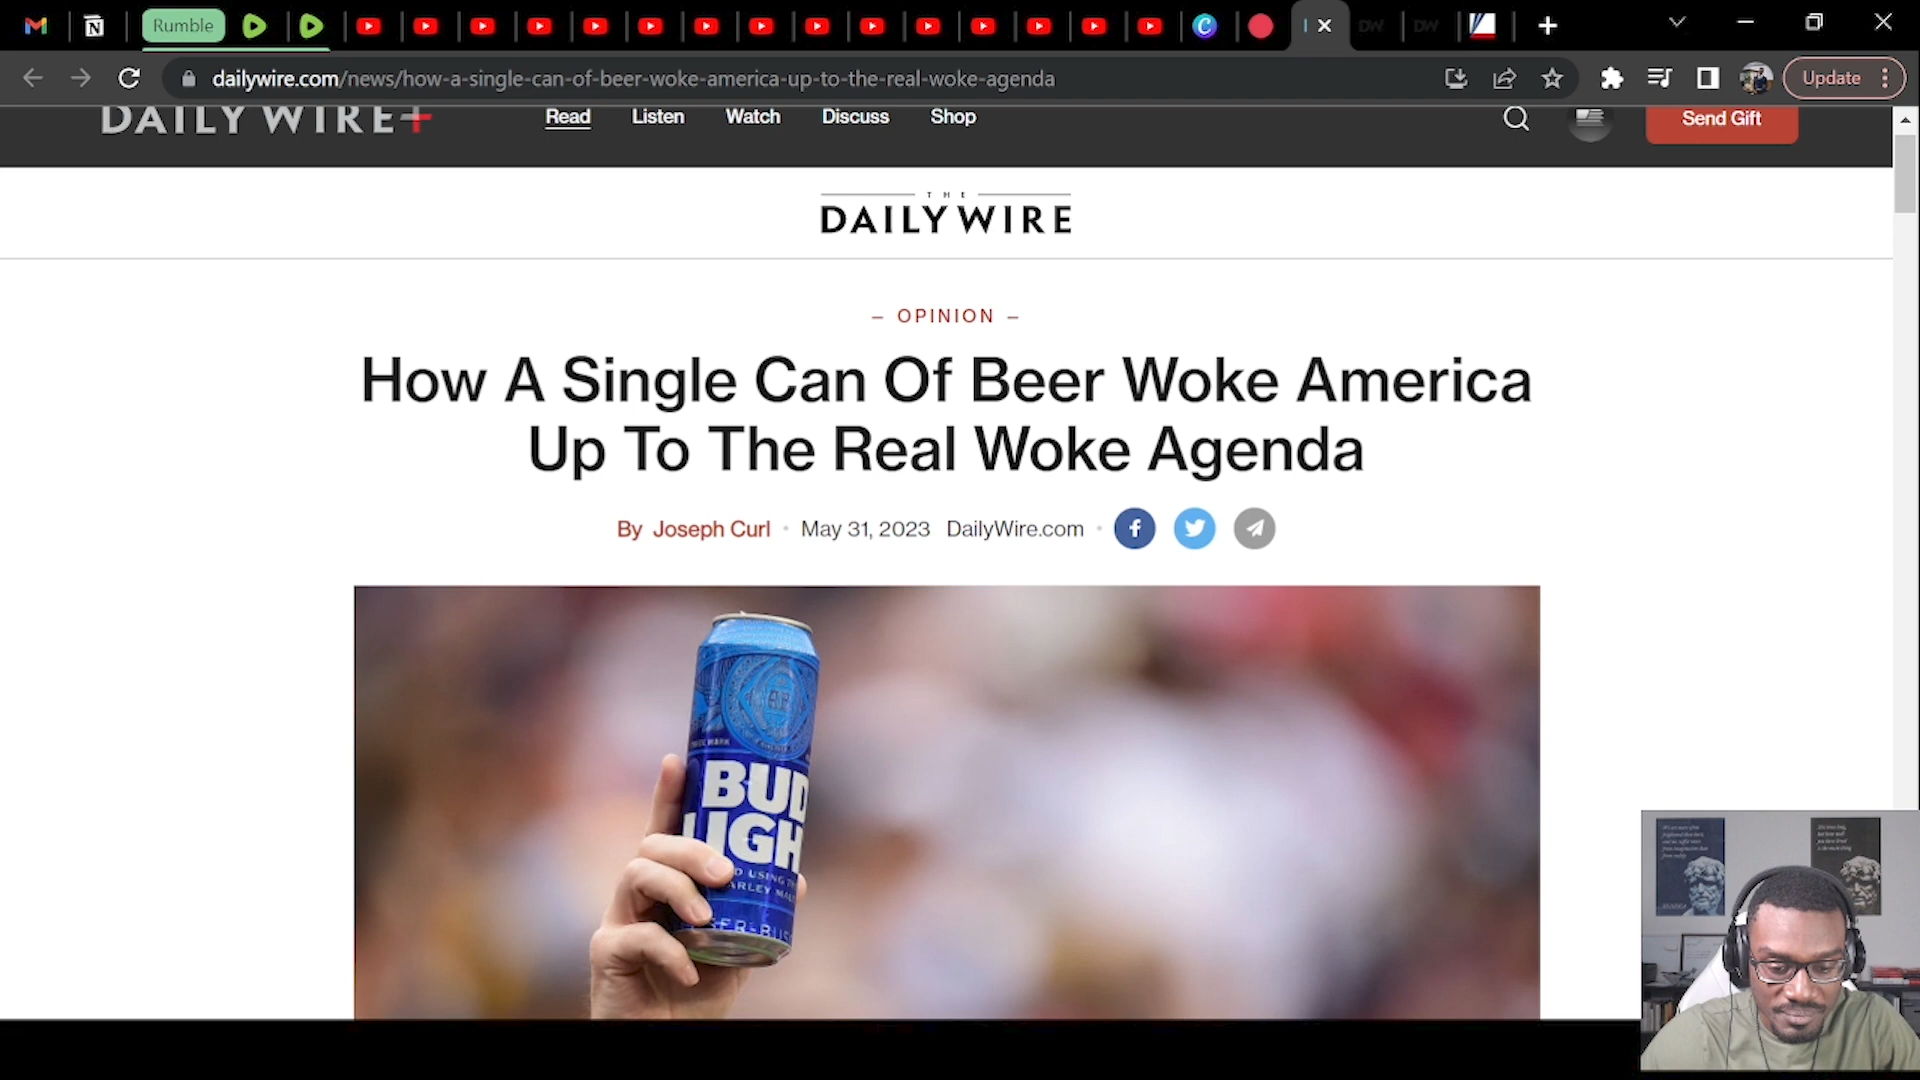 Rumble
dailywire.com/news/how-a-single-can-of-beer-woke-america-up-to-the-real-woke-agenda
Update
DAILY WIRE+
Read Listen Watch Discuss Shop
Send Gift
THE
DAILY WIRE
– OPINION –
How A Single Can Of Beer Woke America
Up To The Real Woke Agenda
By Joseph Curl • May 31, 2023 DailyWire.com •
BUD
LIGH